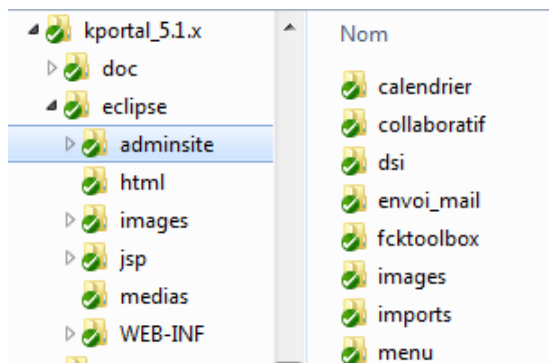 kportal_5.1.x
doc
eclipse
adminsite
html
images
jsp
medias
WEB-INF
Nom
calendrier
collaboratif
dsi
envoi_mail
fcktoolbox
images
imports
menu